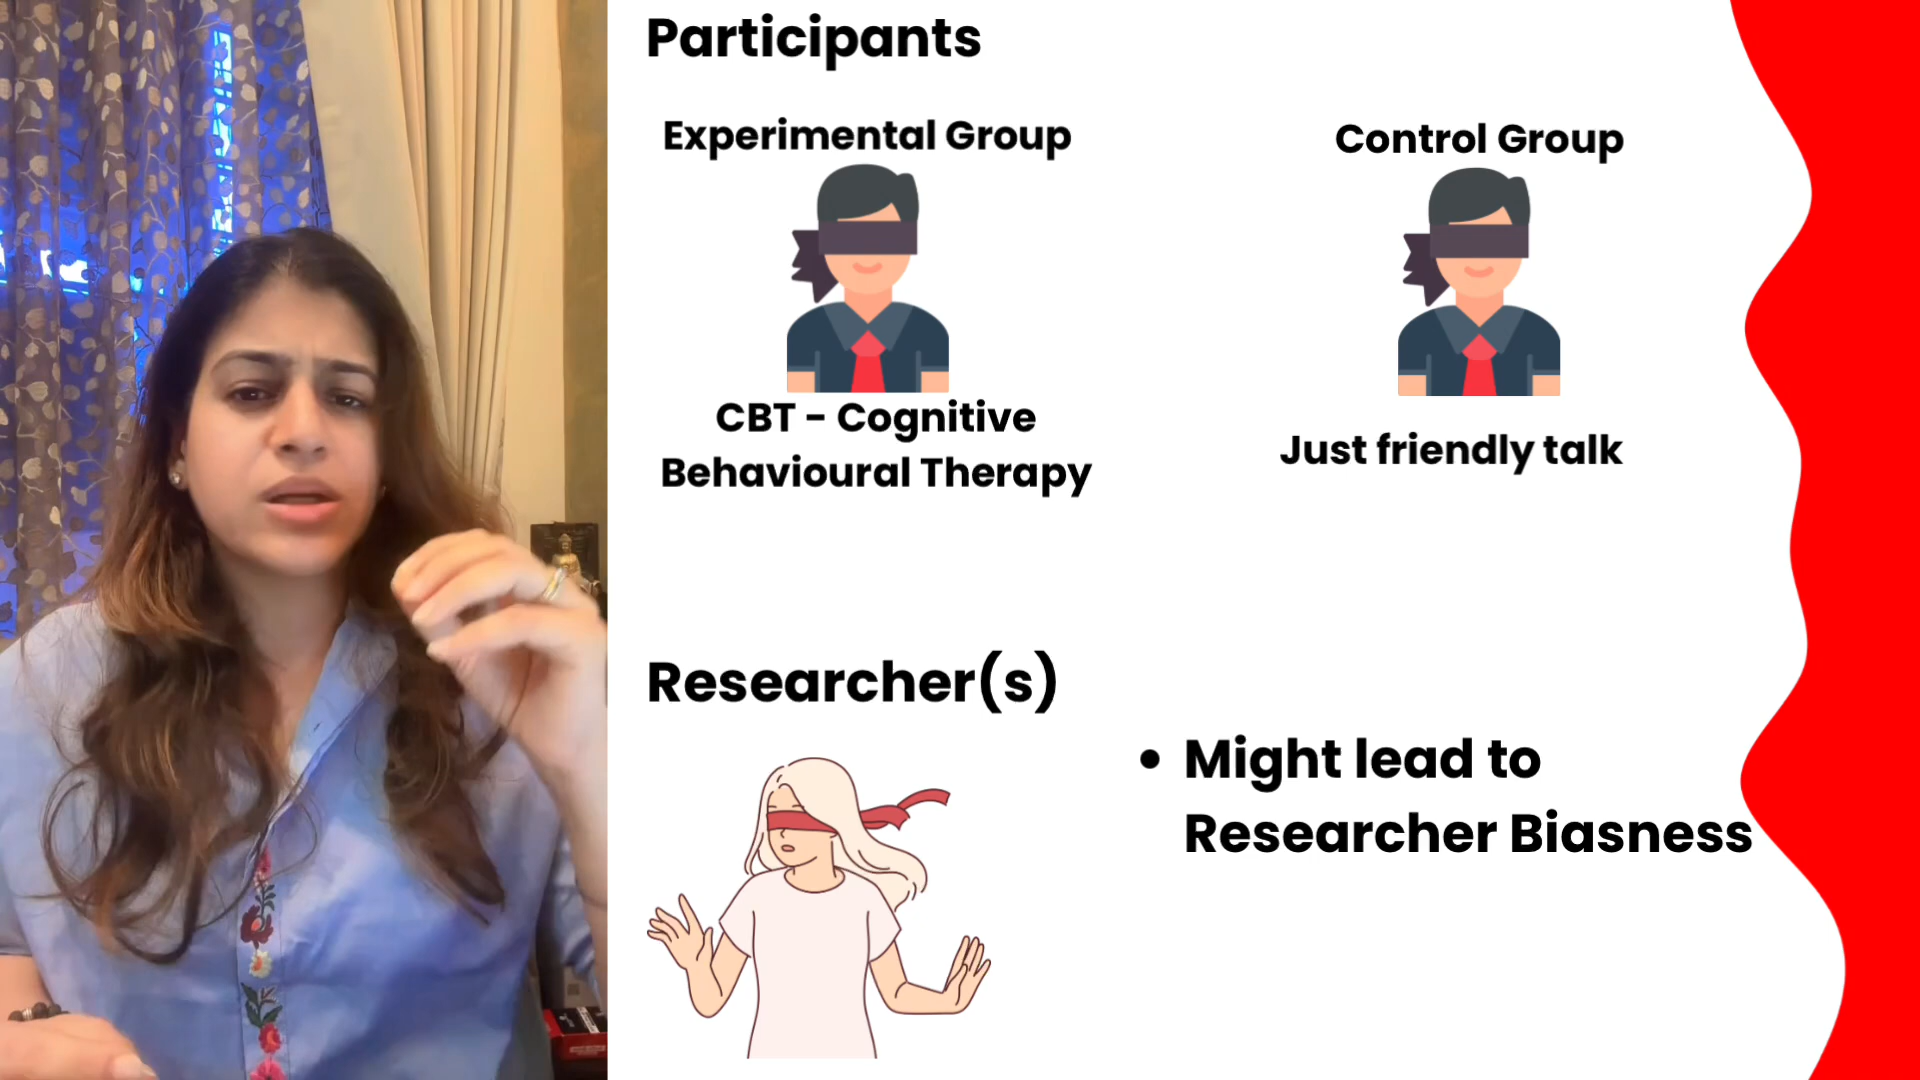 Participants
Experimental Group
Control Group
CBT - Cognitive
Behavioural Therapy
Just friendly talk
Researcher(s)
• Might lead to
Researcher Biasness